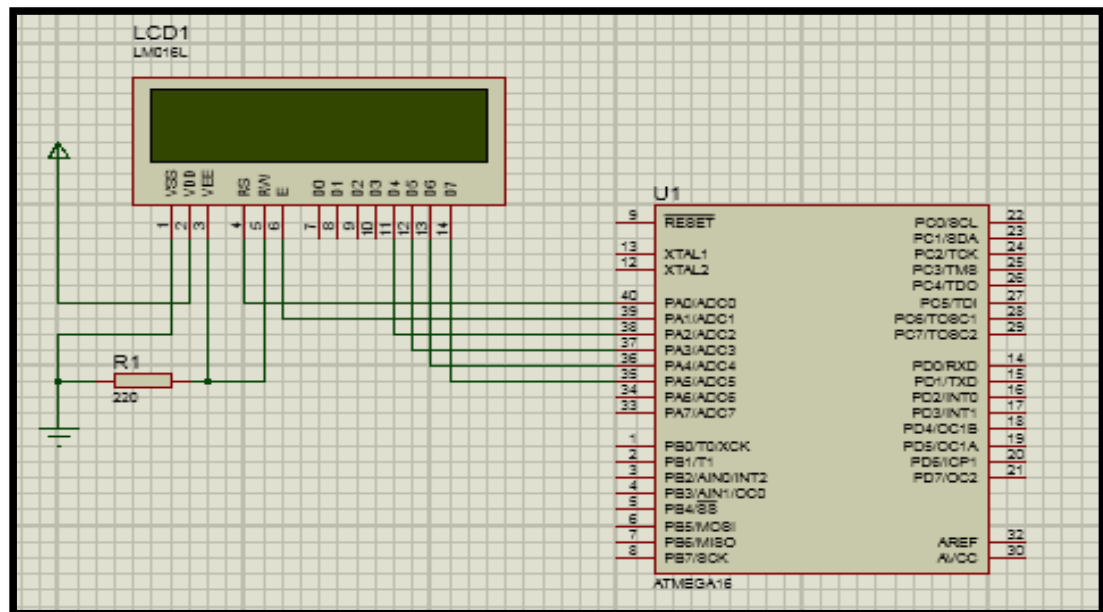 LCD1
LM016L
VSS
VDD
VEE
RS
RW
E
D0
D1
D2
D3
D4
D5
D6
D7
1
2
3
4
5
6
7
8
9
10
11
12
13
14
R1
220
U1
9
RESET
13
XTAL1
12
XTAL2
40
PA0/ADC0
39
PA1/ADC1
38
PA2/ADC2
37
PA3/ADC3
36
PA4/ADC4
35
PA5/ADC5
34
PA6/ADC6
33
PA7/ADC7
1
PB0/T0/XCK
2
PB1/T1
3
PB2/AIN0/INT2
4
PB3/AIN1/OC0
5
PB4/SS
6
PB5/MOSI
7
PB6/MISO
8
PB7/SCK
PC0/SCL
22
PC1/SDA
23
PC2/TCK
24
PC3/TMS
25
PC4/TDO
26
PC5/TDI
27
PC6/TOSC1
28
PC7/TOSC2
29
PD0/RXD
14
PD1/TXD
15
PD2/INT0
16
PD3/INT1
17
PD4/OC1B
18
PD5/OC1A
19
PD6/ICP1
20
PD7/OC2
21
AREF
32
AVCC
30
ATMEGA16